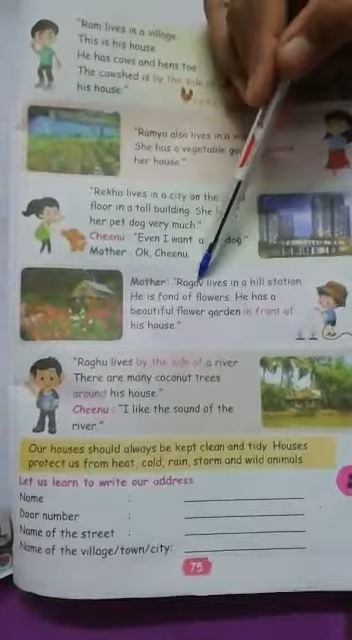 "Ram lives in a village.
This is his house.
He has cows and hens too.
The cowshed is by the side
his house."
"Ramya also lives in a
She has a vegetable
her house."
"Rekha lives in a city on the
floor in a tall building. She
her pet dog very much."
Cheenu : "Even I want a dog."
Mother : Ok, Cheenu.
Mother: "Ragav lives in a hill station.
He is fond of flowers. He has a
beautiful flower garden in front of
his house."
"Raghu lives by the side of a river.
There are many coconut trees
around his house."
Cheenu : "I like the sound of the
river."
Our houses should always be kept clean and tidy. Houses
protect us from heat, cold, rain, storm and wild animals.
Let us learn to write our address
Name :
Door number :
Name of the street :
Name of the village/town/city:
75